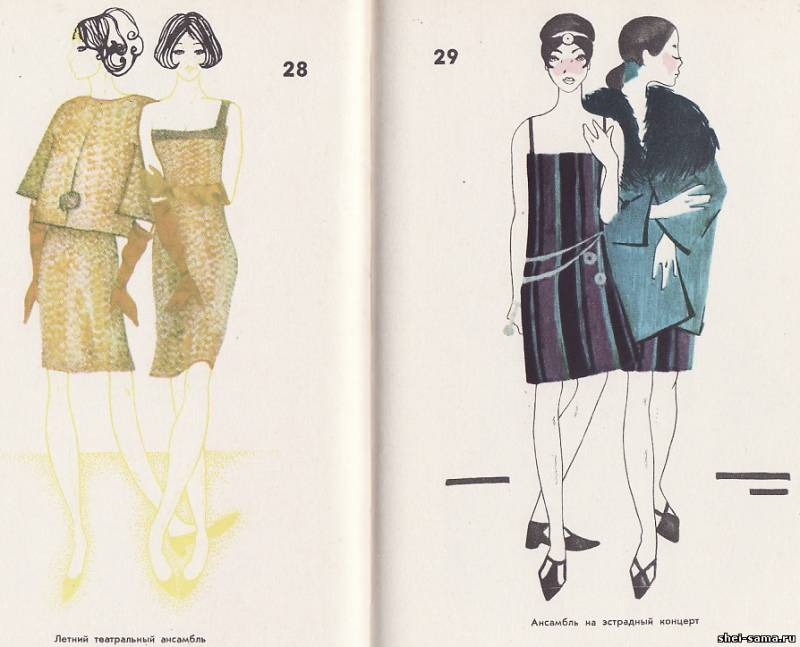 28
29
Летний театральный ансамбль
Ансамбль на эстрадный концерт
shei-sama.ru